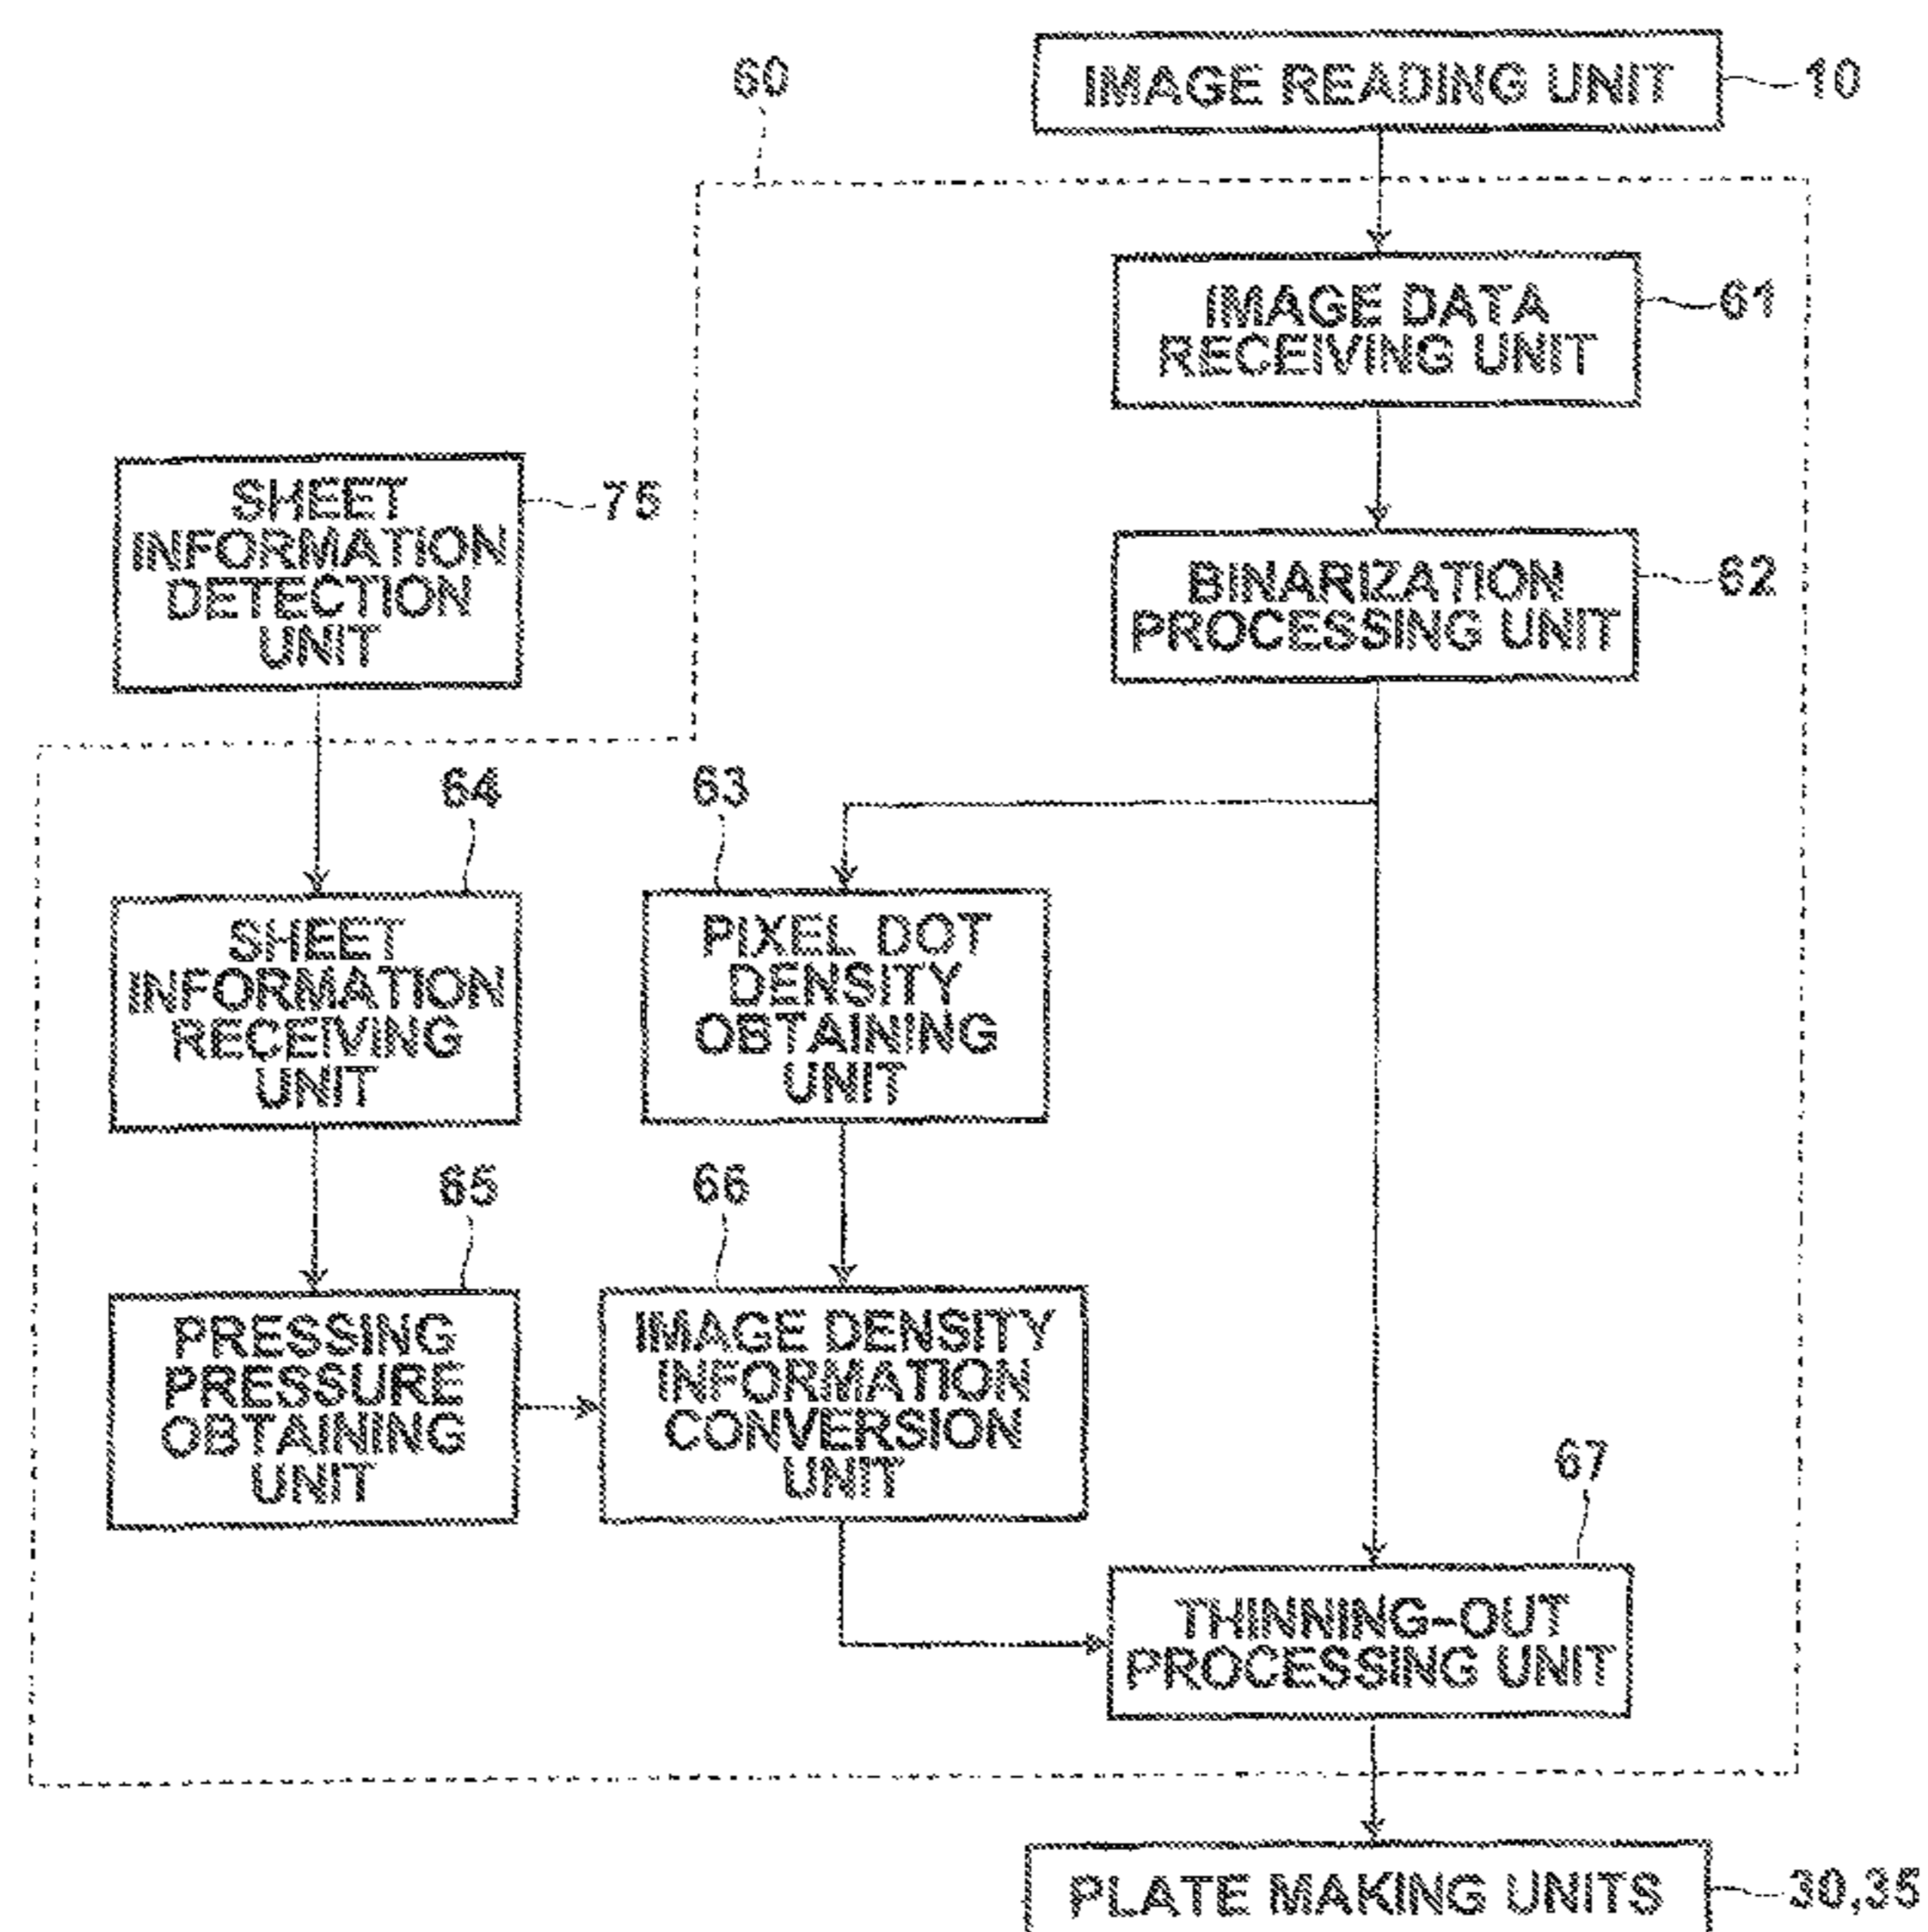 60
IMAGE READING UNIT
10
IMAGE DATA
RECEIVING UNIT
61
SHEET
INFORMATION
DETECTION
UNIT
75
BINARIZATION
PROCESSING UNIT
62
64
63
SHEET
INFORMATION
RECEIVING
UNIT
PIXEL DOT
DENSITY
OBTAINING
UNIT
65
66
PRESSING
PRESSURE
OBTAINING
UNIT
IMAGE DENSITY
INFORMATION
CONVERSION
UNIT
67
THINNING-OUT
PROCESSING UNIT
PLATE MAKING UNITS
30,35